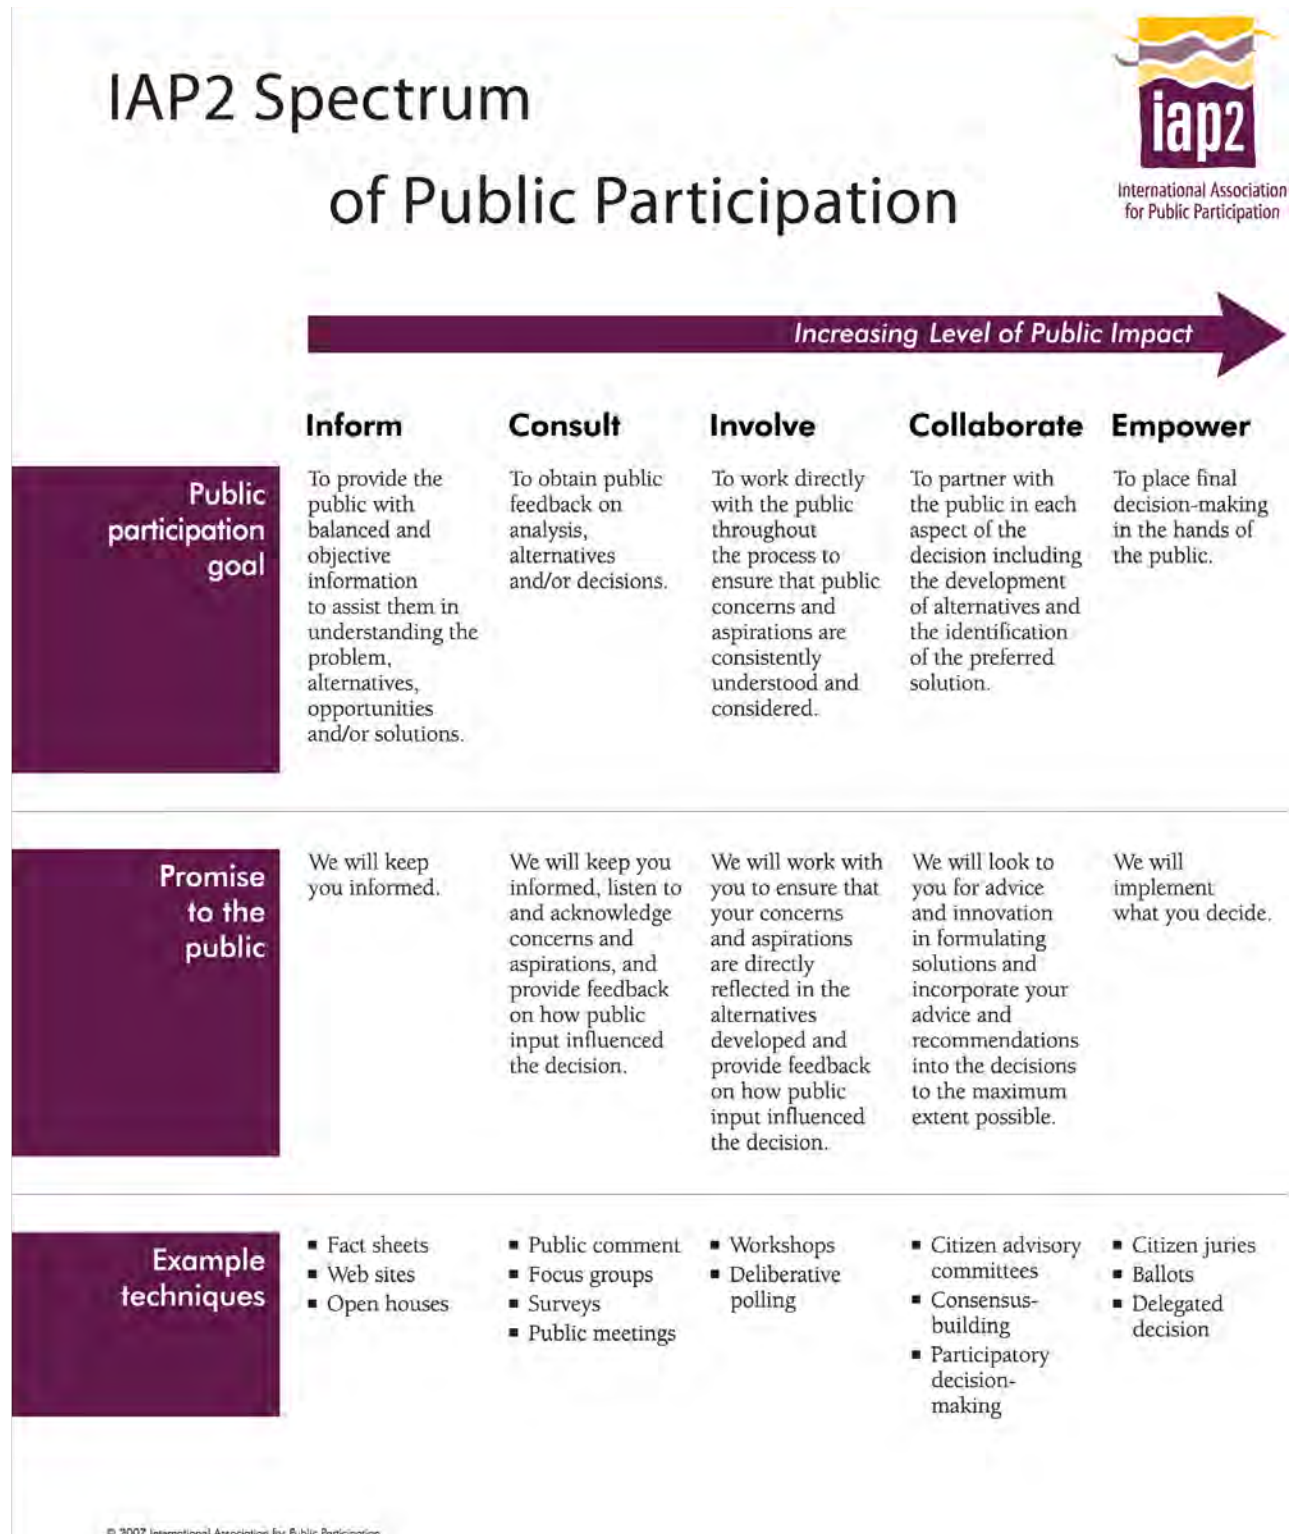 IAP2 Spectrum
of Public Participation
iap2
International Association
for Public Participation
Increasing Level of Public Impact
Inform
Consult
Involve
Collaborate
Empower
Public
participation
goal
To provide the
public with
balanced and
objective
information
to assist them in
understanding the
problem,
alternatives,
opportunities
and/or solutions.
To obtain public
feedback on
analysis,
alternatives
and/or decisions.
To work directly
with the public
throughout
the process to
ensure that public
concerns and
aspirations are
consistently
understood and
considered.
To partner with
the public in each
aspect of the
decision including
the development
of alternatives and
the identification
of the preferred
solution.
To place final
decision-making
in the hands of
the public.
Promise
to the
public
We will keep
you informed.
We will keep you
informed, listen to
and acknowledge
concerns and
aspirations, and
provide feedback
on how public
input influenced
the decision.
We will work with
you to ensure that
your concerns
and aspirations
are directly
reflected in the
alternatives
developed and
provide feedback
on how public
input influenced
the decision.
We will look to
you for advice
and innovation
in formulating
solutions and
incorporate your
advice and
recommendations
into the decisions
to the maximum
extent possible.
We will
implement
what you decide.
Example
techniques
▪ Fact sheets
▪ Web sites
▪ Open houses
▪ Public comment
▪ Focus groups
▪ Surveys
▪ Public meetings
▪ Workshops
▪ Deliberative
polling
▪ Citizen advisory
committees
▪ Consensus-
building
▪ Participatory
decision-
making
▪ Citizen juries
▪ Ballots
▪ Delegated
decision
© 2007 International Association for Public Participation